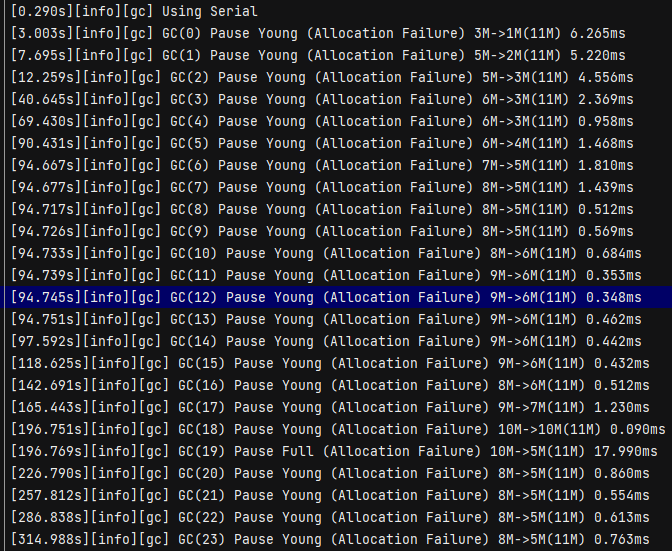 [0.290s][info][gc] Using Serial
[3.003s][info][gc] GC(0) Pause Young (Allocation Failure) 3M->1M(11M) 6.265ms
[7.695s][info][gc] GC(1) Pause Young (Allocation Failure) 5M->2M(11M) 5.220ms
[12.259s][info][gc] GC(2) Pause Young (Allocation Failure) 5M->3M(11M) 4.556ms
[40.645s][info][gc] GC(3) Pause Young (Allocation Failure) 6M->3M(11M) 2.369ms
[69.430s][info][gc] GC(4) Pause Young (Allocation Failure) 6M->3M(11M) 0.958ms
[90.431s][info][gc] GC(5) Pause Young (Allocation Failure) 6M->4M(11M) 1.468ms
[94.667s][info][gc] GC(6) Pause Young (Allocation Failure) 7M->5M(11M) 1.810ms
[94.677s][info][gc] GC(7) Pause Young (Allocation Failure) 8M->5M(11M) 1.439ms
[94.717s][info][gc] GC(8) Pause Young (Allocation Failure) 8M->5M(11M) 0.512ms
[94.726s][info][gc] GC(9) Pause Young (Allocation Failure) 8M->5M(11M) 0.569ms
[94.733s][info][gc] GC(10) Pause Young (Allocation Failure) 8M->6M(11M) 0.684ms
[94.739s][info][gc] GC(11) Pause Young (Allocation Failure) 9M->6M(11M) 0.353ms
[94.745s][info][gc] GC(12) Pause Young (Allocation Failure) 9M->6M(11M) 0.348ms
[94.751s][info][gc] GC(13) Pause Young (Allocation Failure) 9M->6M(11M) 0.462ms
[97.592s][info][gc] GC(14) Pause Young (Allocation Failure) 9M->6M(11M) 0.442ms
[118.625s][info][gc] GC(15) Pause Young (Allocation Failure) 9M->6M(11M) 0.432ms
[142.691s][info][gc] GC(16) Pause Young (Allocation Failure) 8M->6M(11M) 0.512ms
[165.443s][info][gc] GC(17) Pause Young (Allocation Failure) 9M->7M(11M) 1.230ms
[196.751s][info][gc] GC(18) Pause Young (Allocation Failure) 10M->10M(11M) 0.090ms
[196.769s][info][gc] GC(19) Pause Full (Allocation Failure) 10M->5M(11M) 17.990ms
[226.790s][info][gc] GC(20) Pause Young (Allocation Failure) 8M->5M(11M) 0.860ms
[257.812s][info][gc] GC(21) Pause Young (Allocation Failure) 8M->5M(11M) 0.554ms
[286.838s][info][gc] GC(22) Pause Young (Allocation Failure) 8M->5M(11M) 0.613ms
[314.988s][info][gc] GC(23) Pause Young (Allocation Failure) 8M->5M(11M) 0.763ms